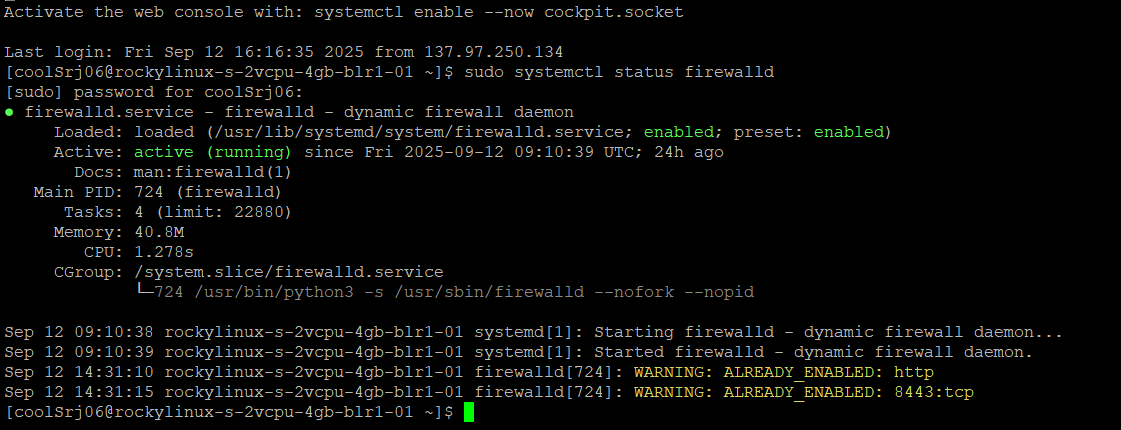 Activate the web console with: systemctl enable --now cockpit.socket
Last login: Fri Sep 12 16:16:35 2025 from 137.97.250.134
[coolSrj06@rockylinux-s-2vcpu-4gb-blr1-01 ~]$ sudo systemctl status firewalld
[sudo] password for coolSrj06:
● firewalld.service - firewalld - dynamic firewall daemon
     Loaded: loaded (/usr/lib/systemd/system/firewalld.service; enabled; preset: enabled)
     Active: active (running) since Fri 2025-09-12 09:10:39 UTC; 24h ago
       Docs: man:firewalld(1)
   Main PID: 724 (firewalld)
      Tasks: 4 (limit: 22880)
     Memory: 40.8M
        CPU: 1.278s
     CGroup: /system.slice/firewalld.service
             └─724 /usr/bin/python3 -s /usr/sbin/firewalld --nofork --nopid
Sep 12 09:10:38 rockylinux-s-2vcpu-4gb-blr1-01 systemd[1]: Starting firewalld - dynamic firewall daemon...
Sep 12 09:10:39 rockylinux-s-2vcpu-4gb-blr1-01 systemd[1]: Started firewalld - dynamic firewall daemon.
Sep 12 14:31:10 rockylinux-s-2vcpu-4gb-blr1-01 firewalld[724]: WARNING: ALREADY_ENABLED: http
Sep 12 14:31:15 rockylinux-s-2vcpu-4gb-blr1-01 firewalld[724]: WARNING: ALREADY_ENABLED: 8443:tcp
[coolSrj06@rockylinux-s-2vcpu-4gb-blr1-01 ~]$